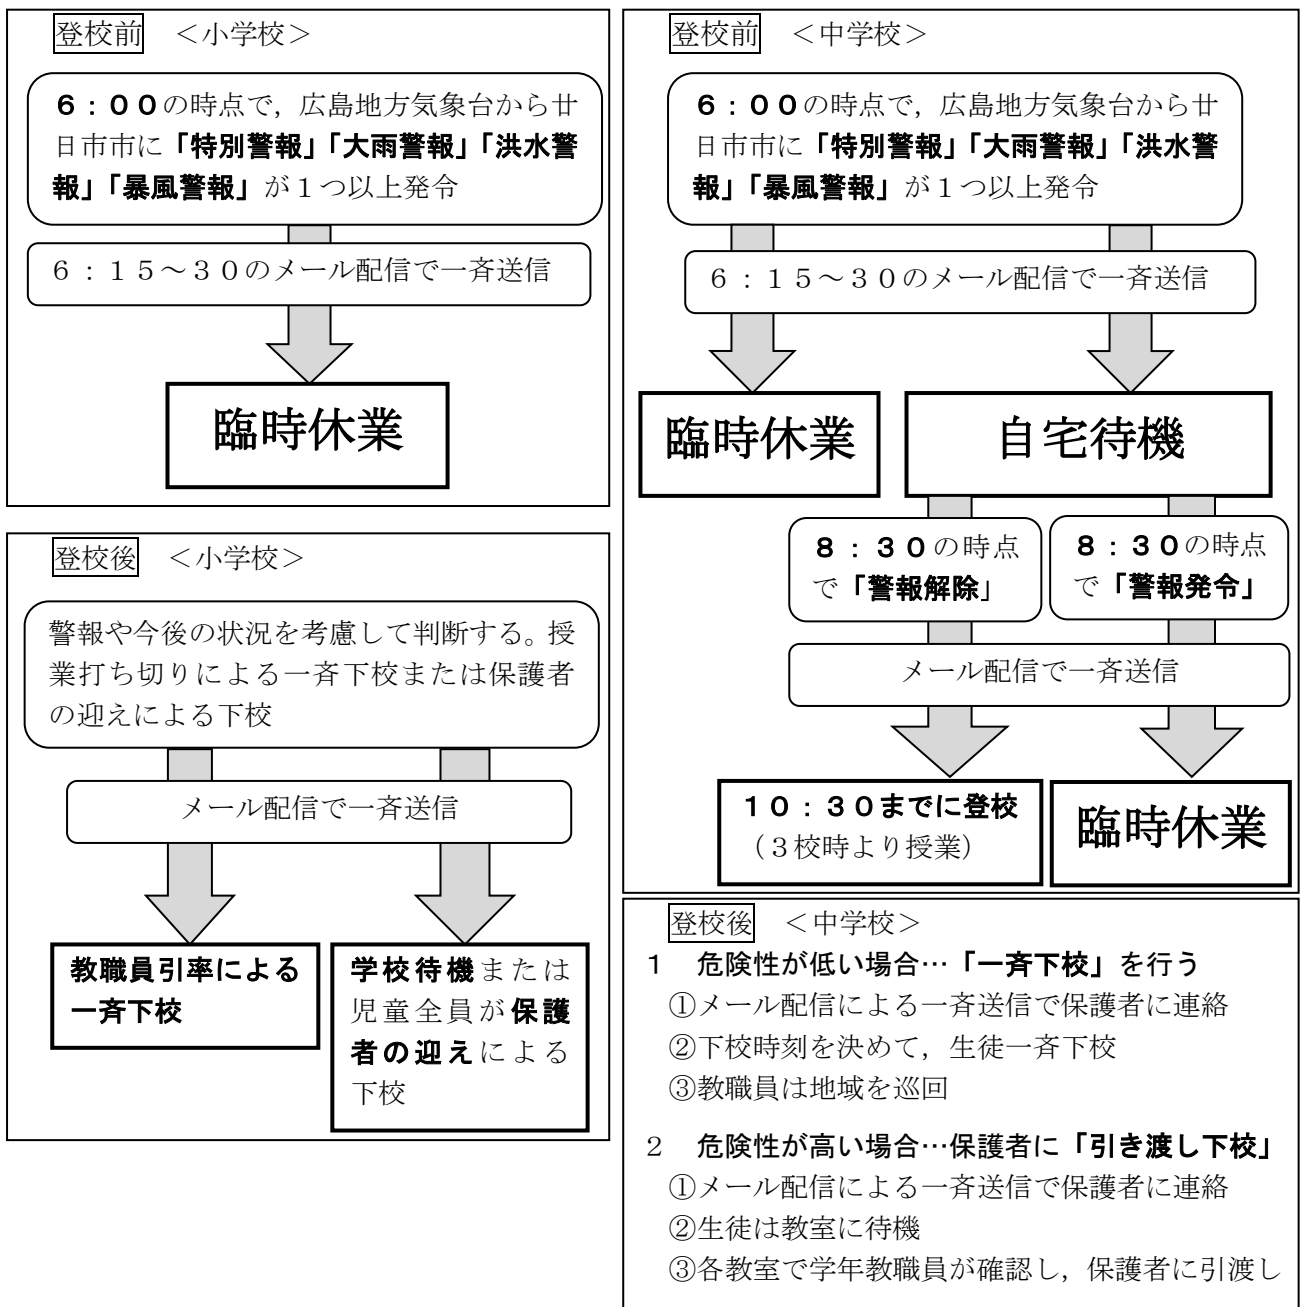 登校前　＜小学校＞
６：００の時点で，広島地方気象台から廿
日市市に「特別警報」「大雨警報」「洪水警
報」「暴風警報」が１つ以上発令
６：１５～３０のメール配信で一斉送信
臨時休業
登校後　＜小学校＞
警報や今後の状況を考慮して判断する。授
業打ち切りによる一斉下校または保護者
の迎えによる下校
メール配信で一斉送信
教職員引率による
一斉下校
学校待機または
児童全員が保護
者の迎えによる
下校
登校前　＜中学校＞
６：００の時点で，広島地方気象台から廿
日市市に「特別警報」「大雨警報」「洪水警
報」「暴風警報」が１つ以上発令
６：１５～３０のメール配信で一斉送信
臨時休業
自宅待機
８：３０の時点
で「警報解除」
８：３０の時点
で「警報発令」
メール配信で一斉送信
１０：３０までに登校
（３校時より授業）
臨時休業
登校後　＜中学校＞
１　危険性が低い場合…「一斉下校」を行う
①メール配信による一斉送信で保護者に連絡
②下校時刻を決めて，生徒一斉下校
③教職員は地域を巡回
２　危険性が高い場合…保護者に「引き渡し下校」
①メール配信による一斉送信で保護者に連絡
②生徒は教室に待機
③各教室で学年教職員が確認し，保護者に引渡し